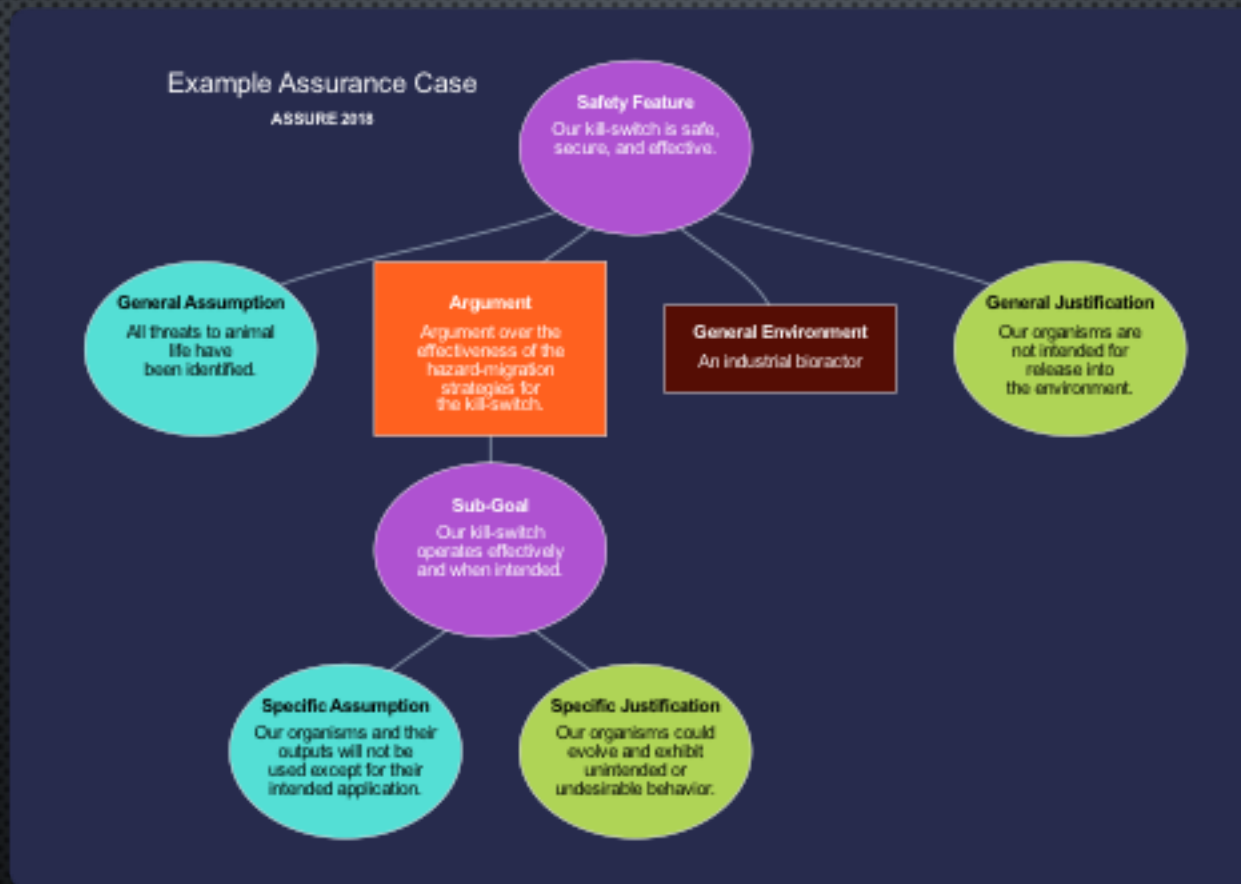 Example Assurance Case
ASSURE 2018
Safety Feature
Our kill-switch is safe,
secure, and effective.
General Assumption
All threats to animal
life have
been identified.
Argument
Argument over the
effectiveness of the
hazard-migration
strategies for
the kill-switch.
General Environment
An industrial bioractor
General Justification
Our organisms are
not intended for
release into
the environment.
Sub-Goal
Our kill-switch
operates effectively
and when intended.
Specific Assumption
Our organisms and their
outputs will not be
used except for their
intended application.
Specific Justification
Our organisms could
evolve and exhibit
unintended or
undesirable behavior.